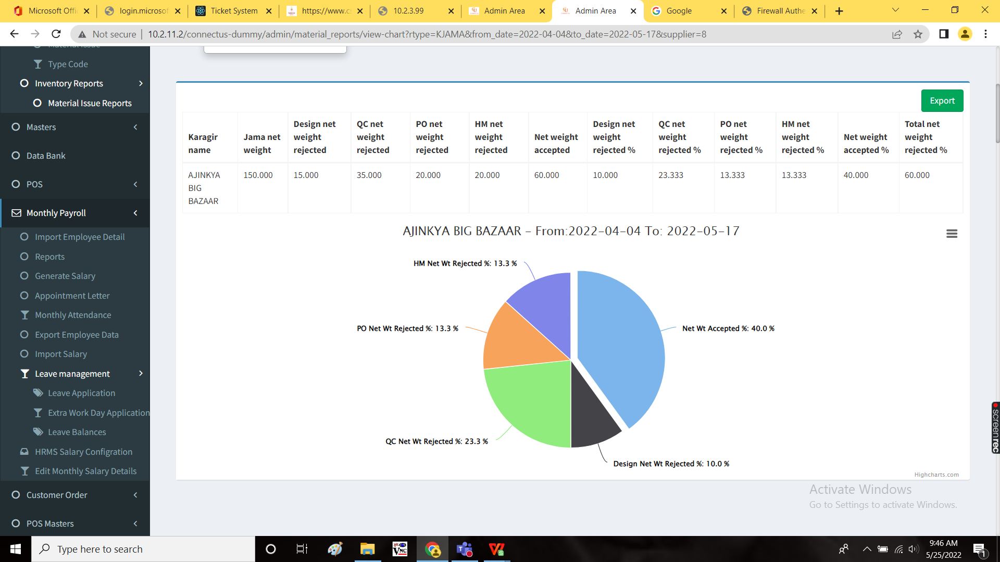 Microsoft Offi
login.microsof
Ticket System
https://www.cs
10.2.3.99
Admin Area
Admin Area
Google
Firewall Authe
Not secure
10.2.11.2/connectus-dummy/admin/material_reports/view-chart?rtype=KJAMA&from_date=2022-04-04&to_date=2022-05-17&supplier=8
Material Issue
Type Code
Inventory Reports
Material Issue Reports
Masters
Data Bank
POS
Monthly Payroll
Import Employee Detail
Reports
Generate Salary
Appointment Letter
Monthly Attendance
Export Employee Data
Import Salary
Leave management
Leave Application
Extra Work Day Application
Leave Balances
HRMS Salary Configration
Edit Monthly Salary Details
Customer Order
POS Masters
Export
Karagir name
Jama net weight
Design net weight rejected
QC net weight rejected
PO net weight rejected
HM net weight rejected
Net weight accepted
Design net weight rejected %
QC net weight rejected %
PO net weight rejected %
HM net weight rejected %
Net weight accepted %
Total net weight rejected %
AJINKYA BIG BAZAAR
150.000
15.000
35.000
20.000
20.000
60.000
10.000
23.333
13.333
13.333
40.000
60.000
AJINKYA BIG BAZAAR - From:2022-04-04 To: 2022-05-17
HM Net Wt Rejected %: 13.3 %
PO Net Wt Rejected %: 13.3 %
Net Wt Accepted %: 40.0 %
QC Net Wt Rejected %: 23.3 %
Design Net Wt Rejected %: 10.0 %
Highcharts.com
Activate Windows
Go to Settings to activate Windows.
screenrec
Type here to search
9:46 AM
5/25/2022
1